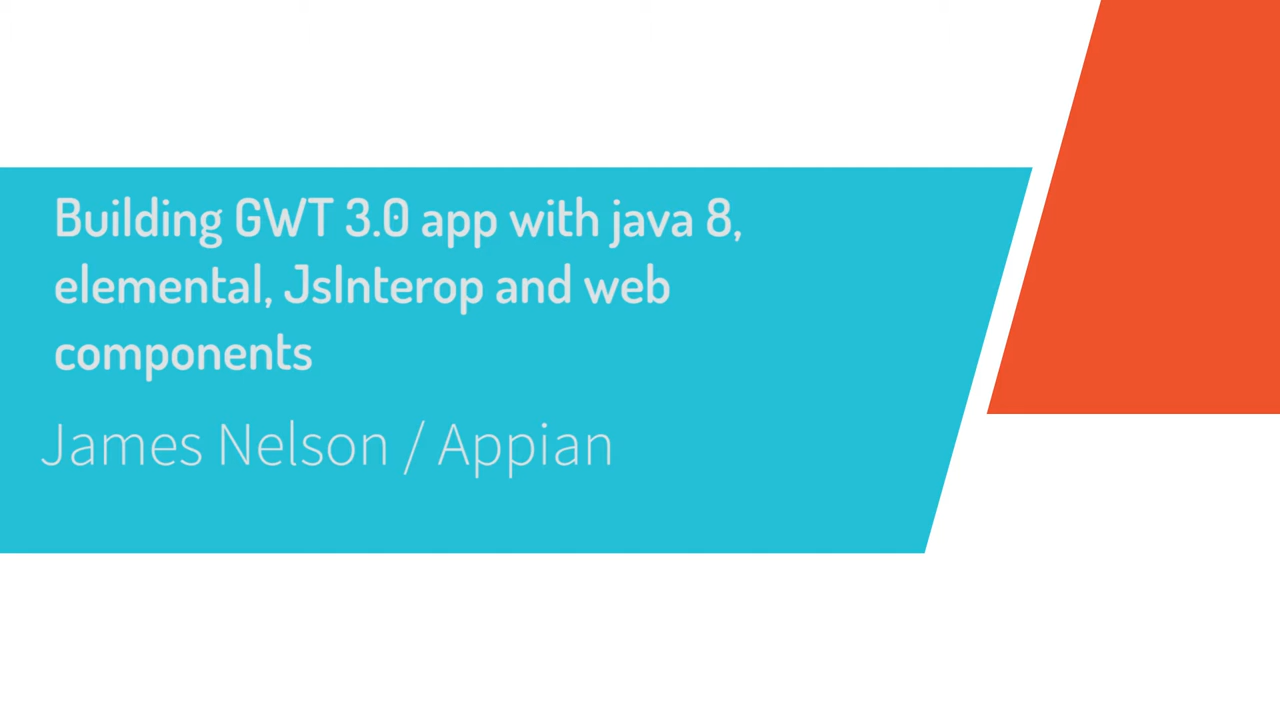 Building GWT 3.0 app with java 8,
elemental, JsInterop and web
components
James Nelson / Appian